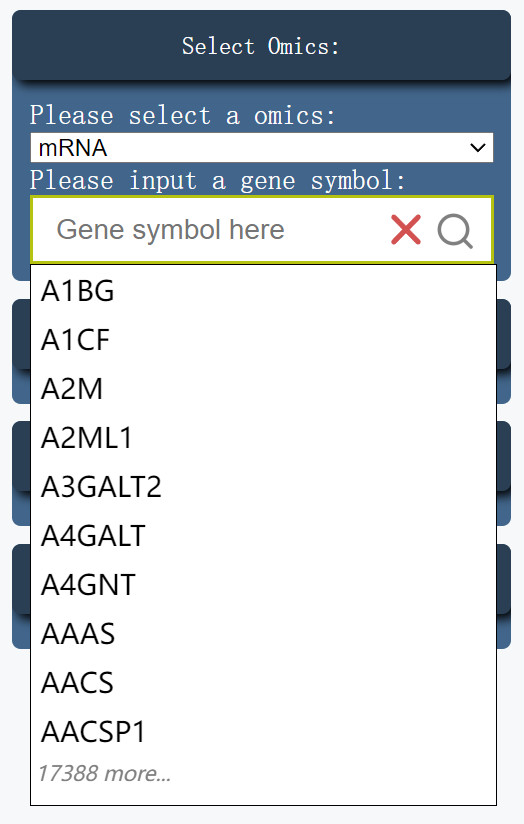 Select Omics:
Please select a omics:
mRNA
Please input a gene symbol:
Gene symbol here
A1BG
A1CF
A2M
A2ML1
A3GALT2
A4GALT
A4GNT
AAAS
AACS
AACSP1
17388 more...